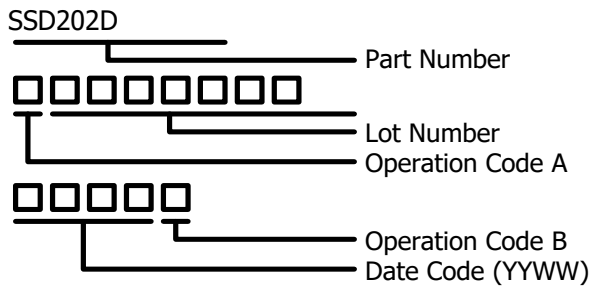 SSD202D
Part Number
Lot Number
Operation Code A
Operation Code B
Date Code (YYWW)